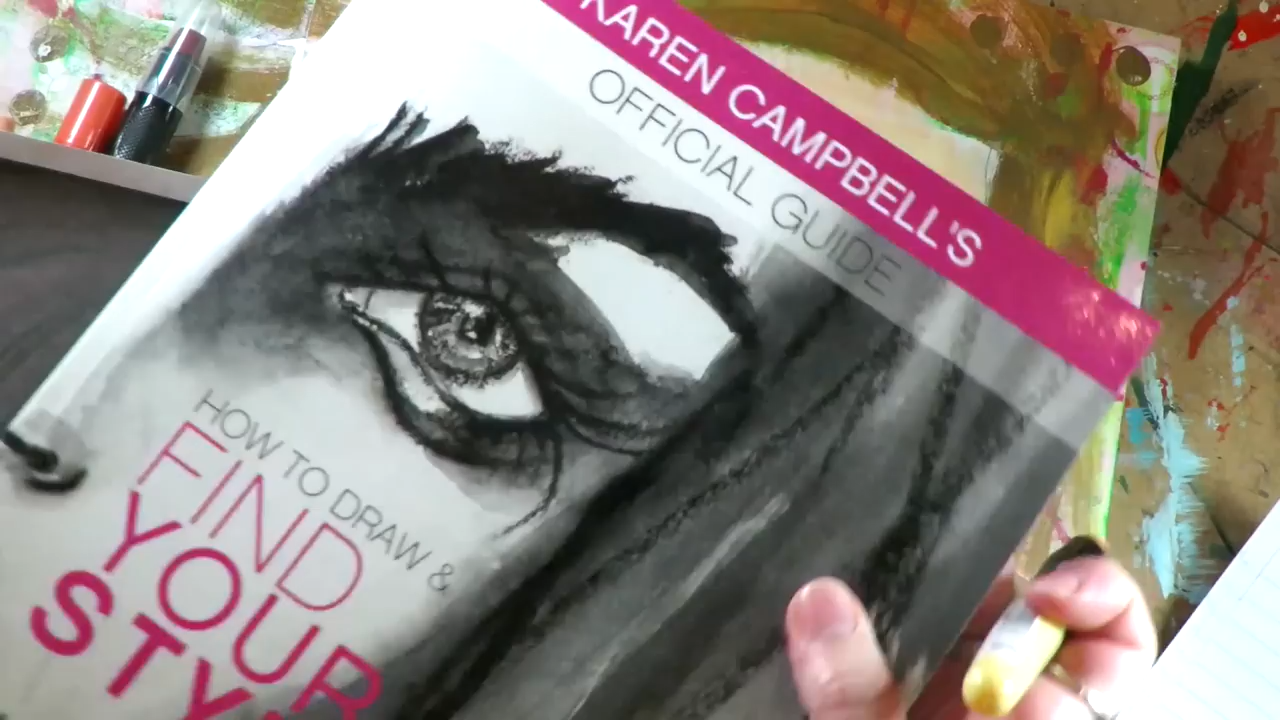 KAREN CAMPBELL'S
OFFICIAL GUIDE
HOW TO DRAW &
FIND
YOUR